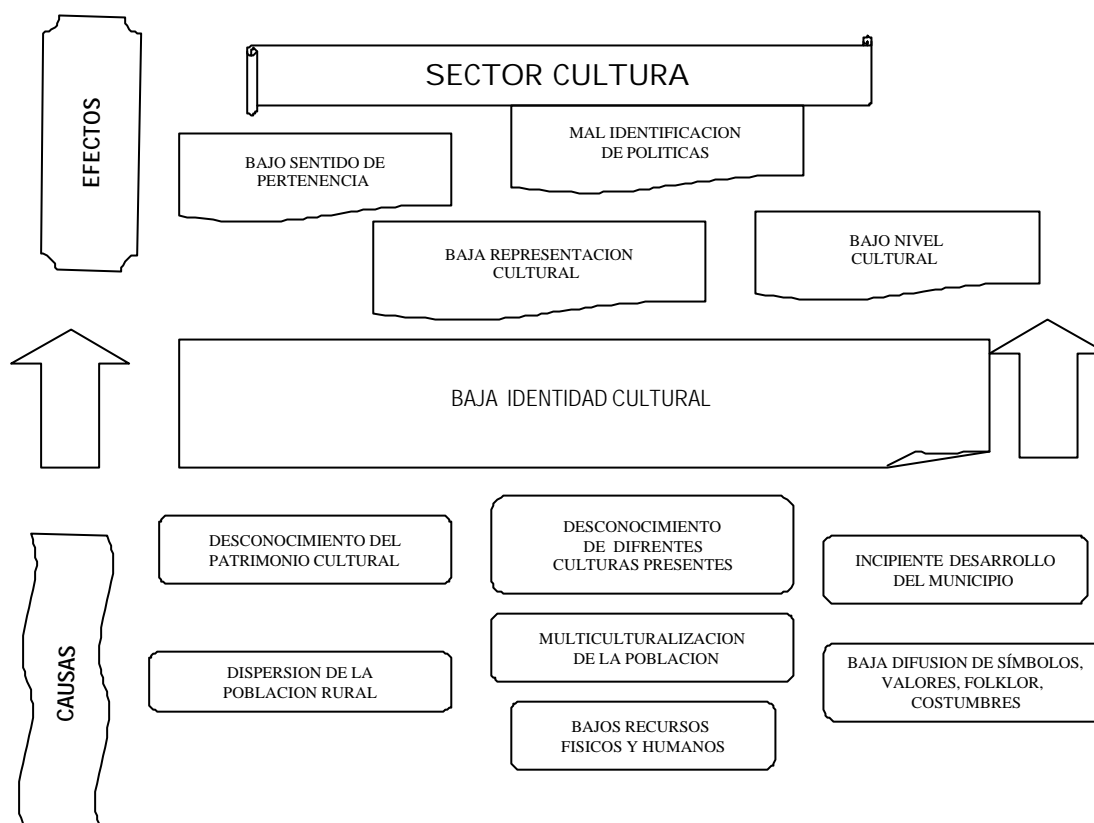 SECTOR CULTURA
EFECTOS
MAL IDENTIFICACION
DE POLITICAS
BAJO SENTIDO DE
PERTENENCIA
BAJA REPRESENTACION
CULTURAL
BAJO NIVEL
CULTURAL
BAJA IDENTIDAD CULTURAL
CAUSAS
DESCONOCIMIENTO DEL
PATRIMONIO CULTURAL
DESCONOCIMIENTO
DE DIFRENTES
CULTURAS PRESENTES
INCIPIENTE DESARROLLO
DEL MUNICIPIO
DISPERSION DE LA
POBLACION RURAL
MULTICULTURALIZACION
DE LA POBLACION
BAJA DIFUSION DE SÍMBOLOS,
VALORES, FOLKLOR,
COSTUMBRES
BAJOS RECURSOS
FISICOS Y HUMANOS